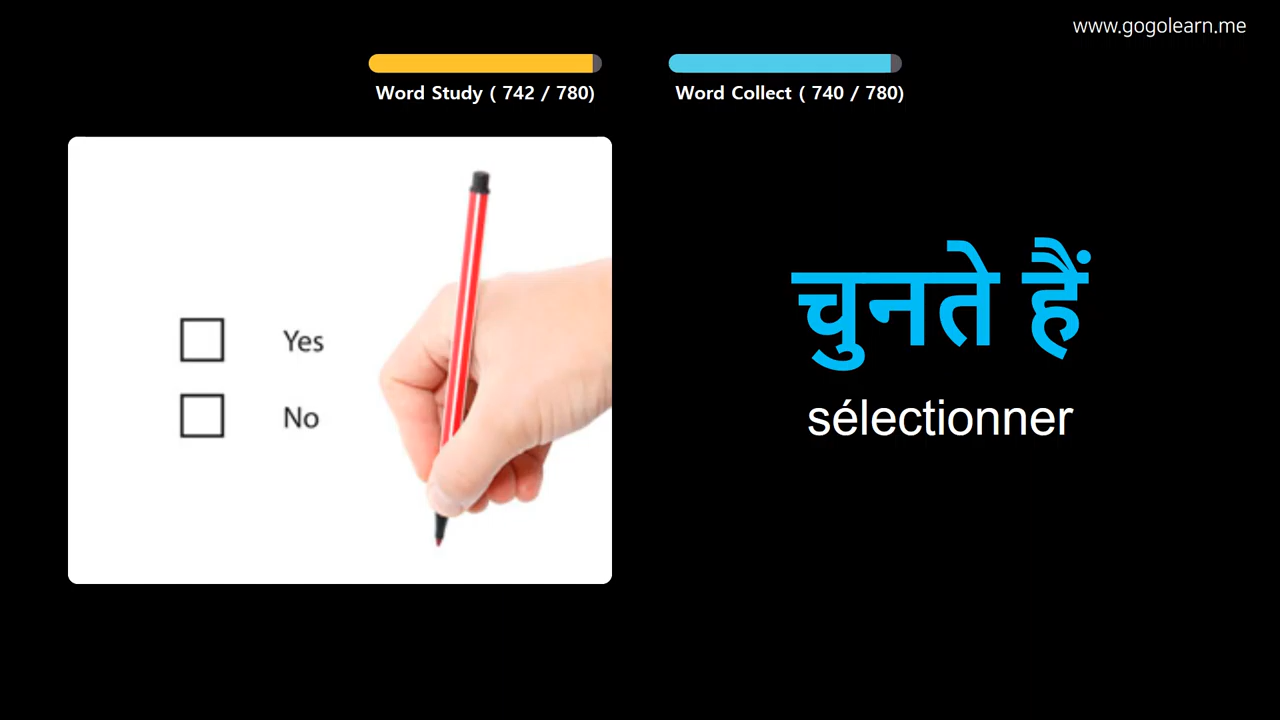 www.gogolearn.me
Word Study ( 742 / 780)
Word Collect ( 740 / 780)
Yes
No
चुनते हैं
sélectionner